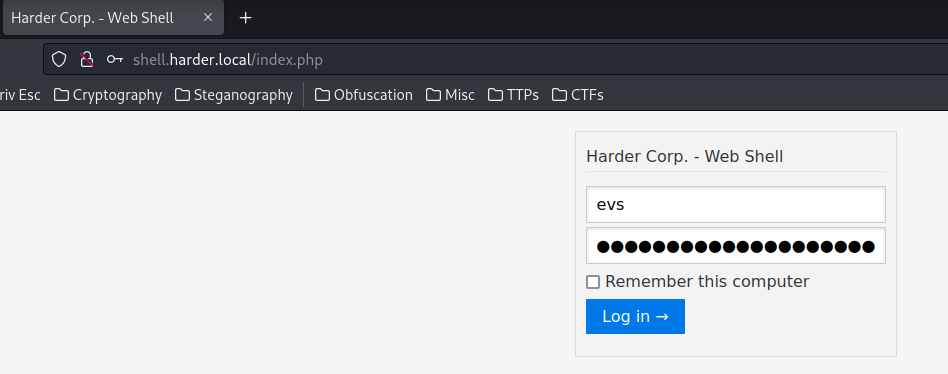 Harder Corp. - Web Shell × +
shell.harder.local/index.php
riv Esc Cryptography Steganography Obfuscation Misc TTPs CTFs
Harder Corp. - Web Shell
evs
●●●●●●●●●●●●●●●●●●●●
Remember this computer
Log in →